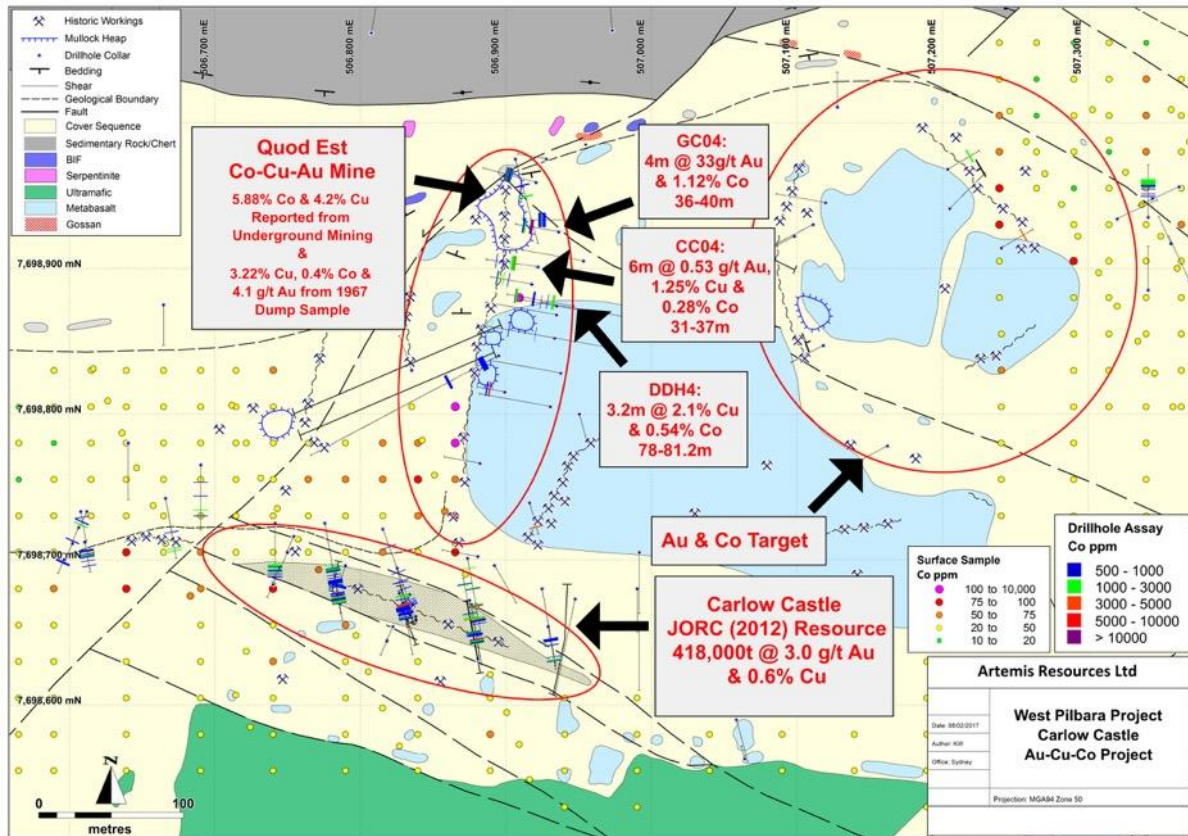 Historic Workings
Mullock Heap
Drillhole Collar
Bedding
Shear
Geological Boundary
Fault
Cover Sequence
Sedimentary Rock/Chert
BIF
Serpentinite
Ultramafic
Metabasalt
Gossan
506,700 mE
506,800 mE
506,900 mE
507,000 mE
507,100 mE
507,200 mE
507,300 mE
7,698,900 mN
7,698,800 mN
7,698,700 mN
7,698,600 mN
Quod Est
Co-Cu-Au Mine
5.88% Co & 4.2% Cu
Reported from
Underground Mining
&
3.22% Cu, 0.4% Co &
4.1 g/t Au from 1967
Dump Sample
GC04:
4m @ 33g/t Au
& 1.12% Co
36-40m
CC04:
6m @ 0.53 g/t Au,
1.25% Cu &
0.28% Co
31-37m
DDH4:
3.2m @ 2.1% Cu
& 0.54% Co
78-81.2m
Au & Co Target
Carlow Castle
JORC (2012) Resource
418,000t @ 3.0 g/t Au
& 0.6% Cu
Surface Sample
Co ppm
100 to 10,000
75 to 100
50 to 75
20 to 50
10 to 20
Drillhole Assay
Co ppm
500 - 1000
1000 - 3000
3000 - 5000
5000 - 10000
> 10000
Artemis Resources Ltd
Date: 08/02/2017
Author: KW
Office: Sydney
West Pilbara Project
Carlow Castle
Au-Cu-Co Project
Projection: MGA94 Zone 50
N
0 100
metres